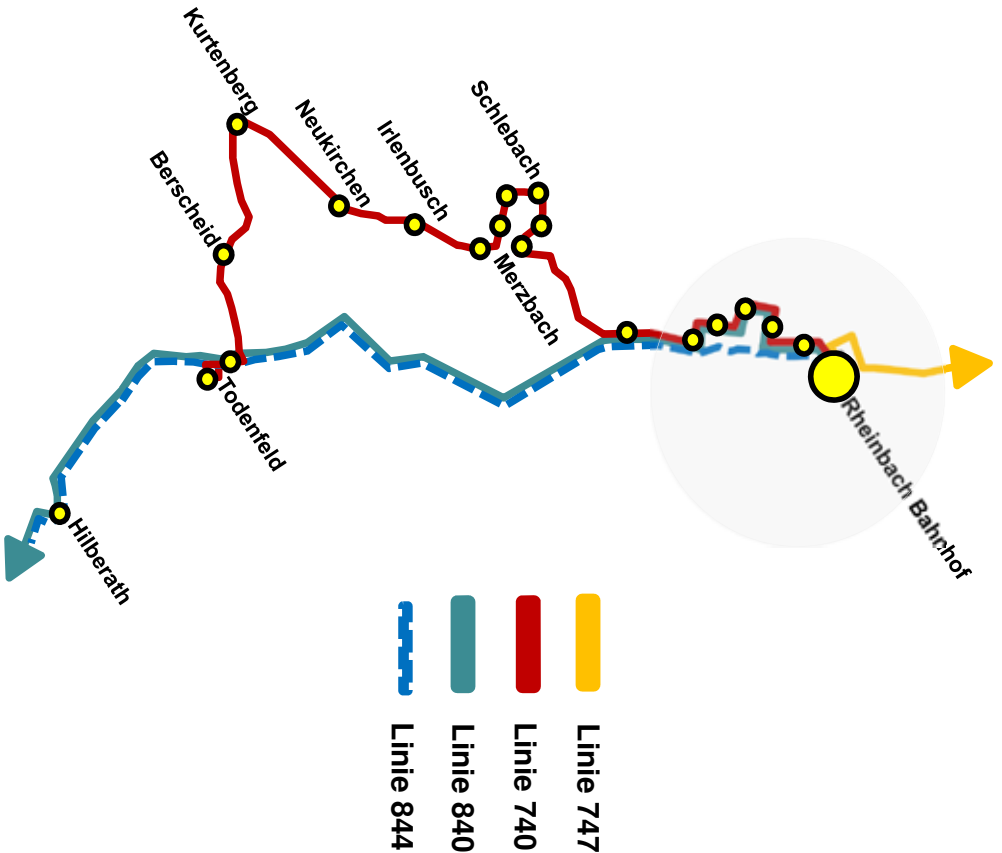 Kurtenberg
Neukirchen
Irlenbusch
Schlebach
Berscheid
Merzbach
Todenfeld
Rheinbach Bahnhof
Hilberath
Linie 844
Linie 840
Linie 740
Linie 747